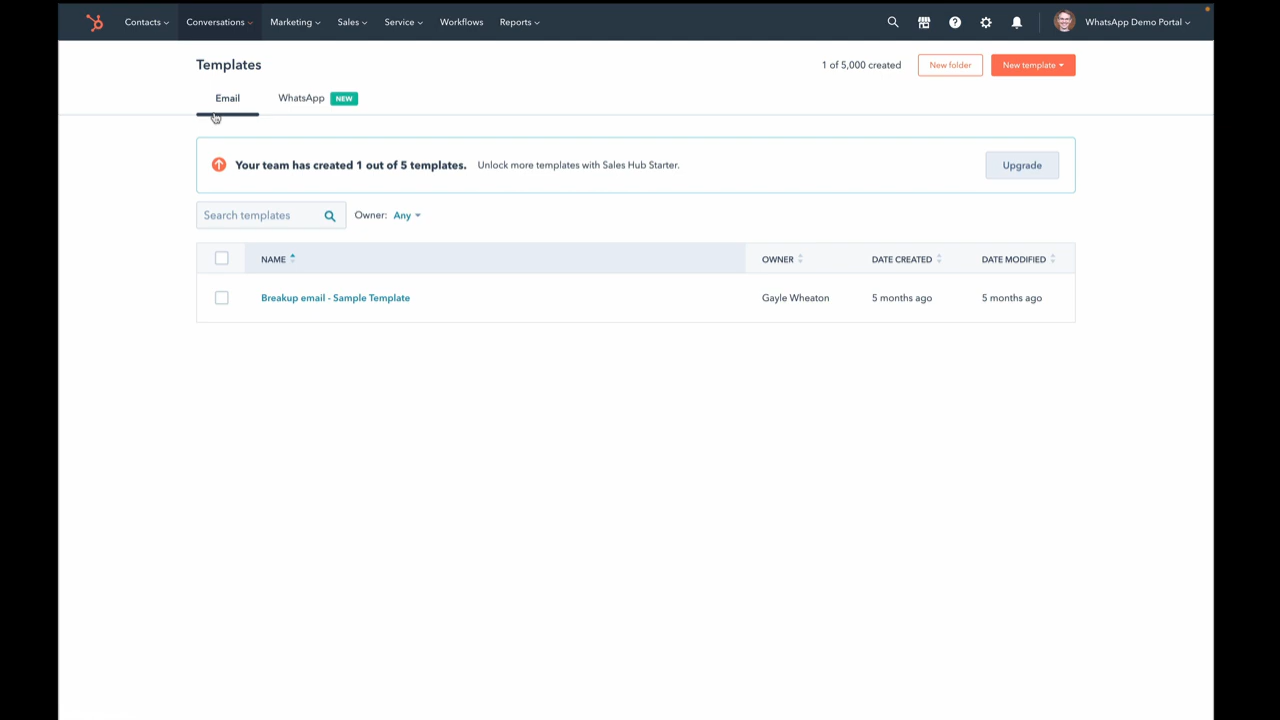 Contacts Conversations Marketing Sales Service Workflows Reports WhatsApp Demo Portal
Templates 1 of 5,000 created New folder New template
Email WhatsApp NEW
Your team has created 1 out of 5 templates. Unlock more templates with Sales Hub Starter. Upgrade
Search templates Owner: Any
NAME OWNER DATE CREATED DATE MODIFIED
Breakup email - Sample Template Gayle Wheaton 5 months ago 5 months ago